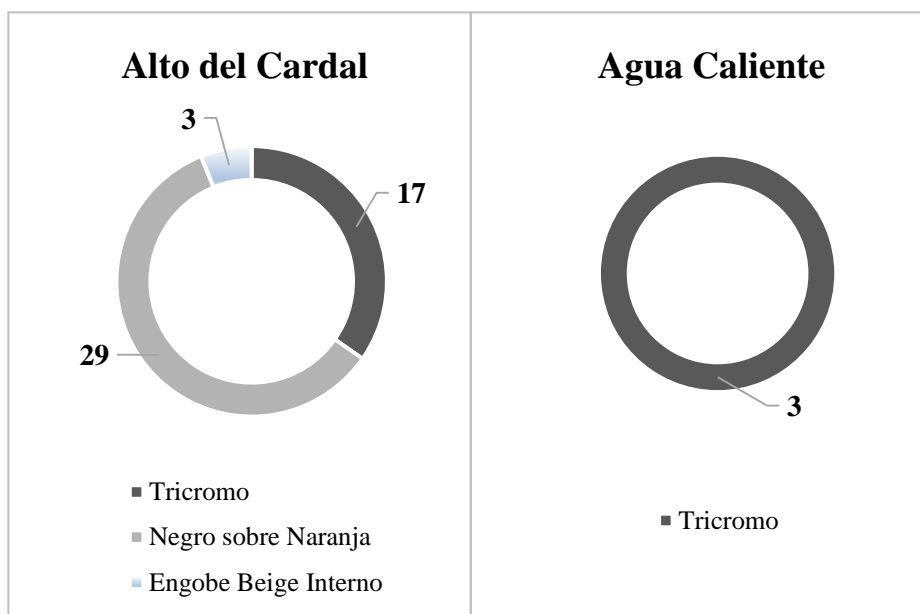 Alto del Cardal
3
17
29
Tricromo
Negro sobre Naranja
Engobe Beige Interno
Agua Caliente
3
Tricromo